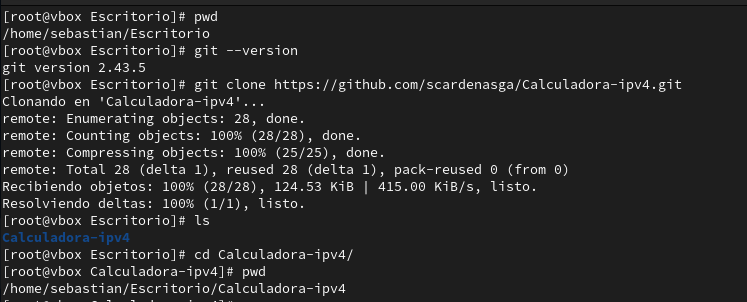 [root@vbox Escritorio]# pwd
/home/sebastian/Escritorio
[root@vbox Escritorio]# git --version
git version 2.43.5
[root@vbox Escritorio]# git clone https://github.com/scardenasga/Calculadora-ipv4.git
Clonando en 'Calculadora-ipv4'...
remote: Enumerating objects: 28, done.
remote: Counting objects: 100% (28/28), done.
remote: Compressing objects: 100% (25/25), done.
remote: Total 28 (delta 1), reused 28 (delta 1), pack-reused 0 (from 0)
Recibiendo objetos: 100% (28/28), 124.53 KiB | 415.00 KiB/s, listo.
Resolviendo deltas: 100% (1/1), listo.
[root@vbox Escritorio]# ls
Calculadora-ipv4
[root@vbox Escritorio]# cd Calculadora-ipv4/
[root@vbox Calculadora-ipv4]# pwd
/home/sebastian/Escritorio/Calculadora-ipv4